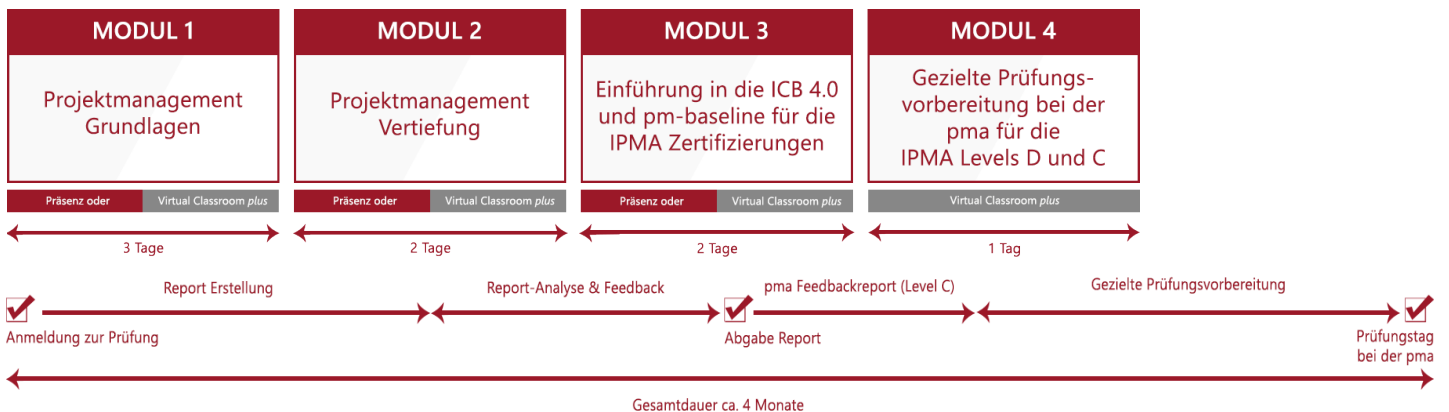 MODUL 1
Projektmanagement
Grundlagen
Präsenz oder
Virtual Classroom plus
3 Tage
MODUL 2
Projektmanagement
Vertiefung
Präsenz oder
Virtual Classroom plus
2 Tage
MODUL 3
Einführung in die ICB 4.0
und pm-baseline für die
IPMA Zertifizierungen
Präsenz oder
Virtual Classroom plus
2 Tage
MODUL 4
Gezielte Prüfungs-
vorbereitung bei der
pma für die
IPMA Levels D und C
Virtual Classroom plus
1 Tag
Report Erstellung
Report-Analyse & Feedback
pma Feedbackreport (Level C)
Gezielte Prüfungsvorbereitung
Anmeldung zur Prüfung
Abgabe Report
Prüfungstag
bei der pma
Gesamtdauer ca. 4 Monate